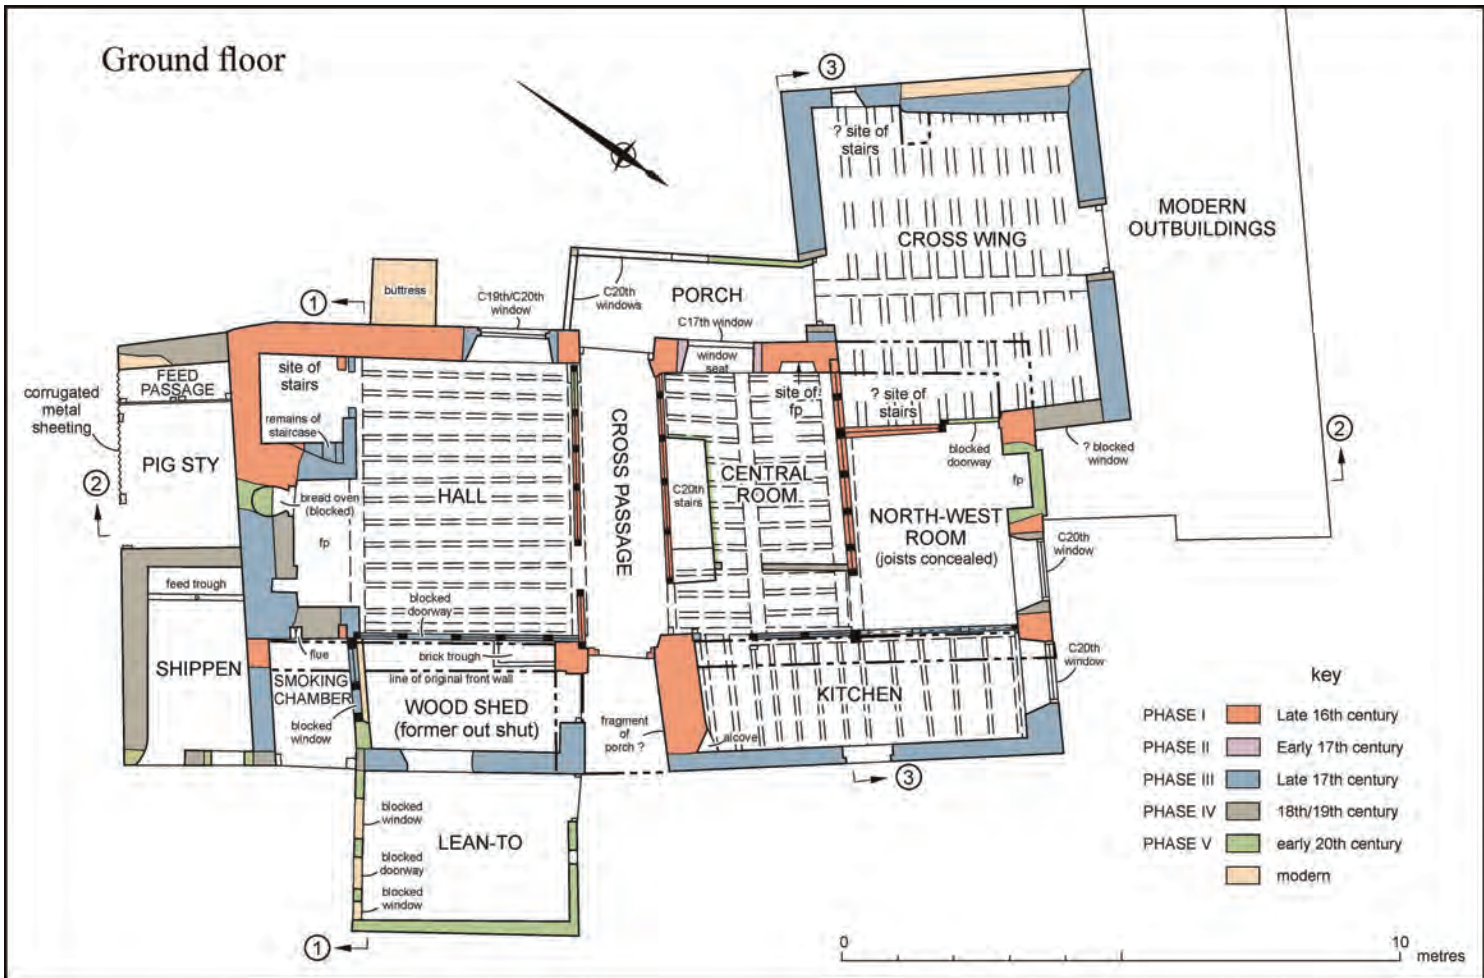 Ground floor
3
? site of
stairs
MODERN
OUTBUILDINGS
CROSS WING
buttress
1
C19th/C20th
window
C20th
windows
PORCH
C17th window
window
seat
FEED
PASSAGE
corrugated
metal
sheeting
site of
stairs
remains of
staircase
site of
fp
? site of
stairs
blocked
doorway
? blocked
window
2
PIG STY
2
bread oven
(blocked)
fp
HALL
CROSS PASSAGE
C20th
stairs
CENTRAL
ROOM
fp
NORTH-WEST
ROOM
(joists concealed)
C20th
window
feed trough
blocked
doorway
SHIPPEN
flue
SMOKING
CHAMBER
blocked
window
brick trough
line of original front wall
WOOD SHED
(former out shut)
fragment
of
porch ?
alcove
KITCHEN
C20th
window
3
blocked
window
blocked
doorway
blocked
window
LEAN-TO
1
key
PHASE I Late 16th century
PHASE II Early 17th century
PHASE III Late 17th century
PHASE IV 18th/19th century
PHASE V early 20th century
modern
0 10
metres